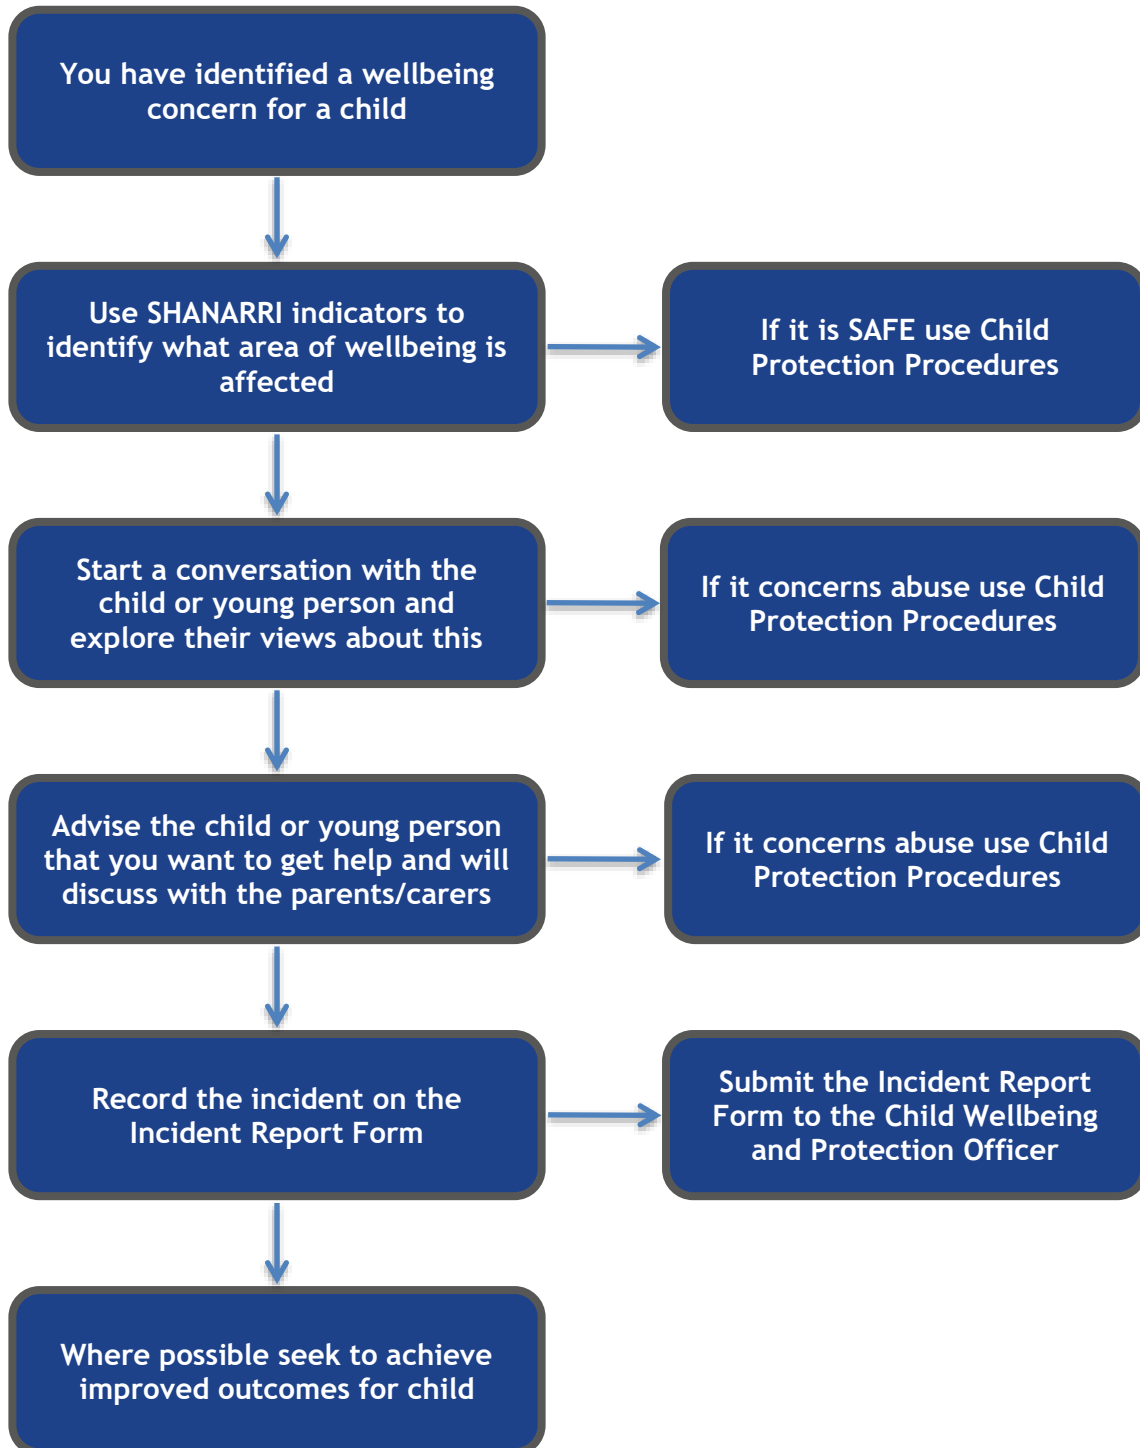 You have identified a wellbeing
concern for a child
Use SHANARRI indicators to
identify what area of wellbeing is
affected
If it is SAFE use Child
Protection Procedures
Start a conversation with the
child or young person and
explore their views about this
If it concerns abuse use Child
Protection Procedures
Advise the child or young person
that you want to get help and will
discuss with the parents/carers
If it concerns abuse use Child
Protection Procedures
Record the incident on the
Incident Report Form
Submit the Incident Report
Form to the Child Wellbeing
and Protection Officer
Where possible seek to achieve
improved outcomes for child